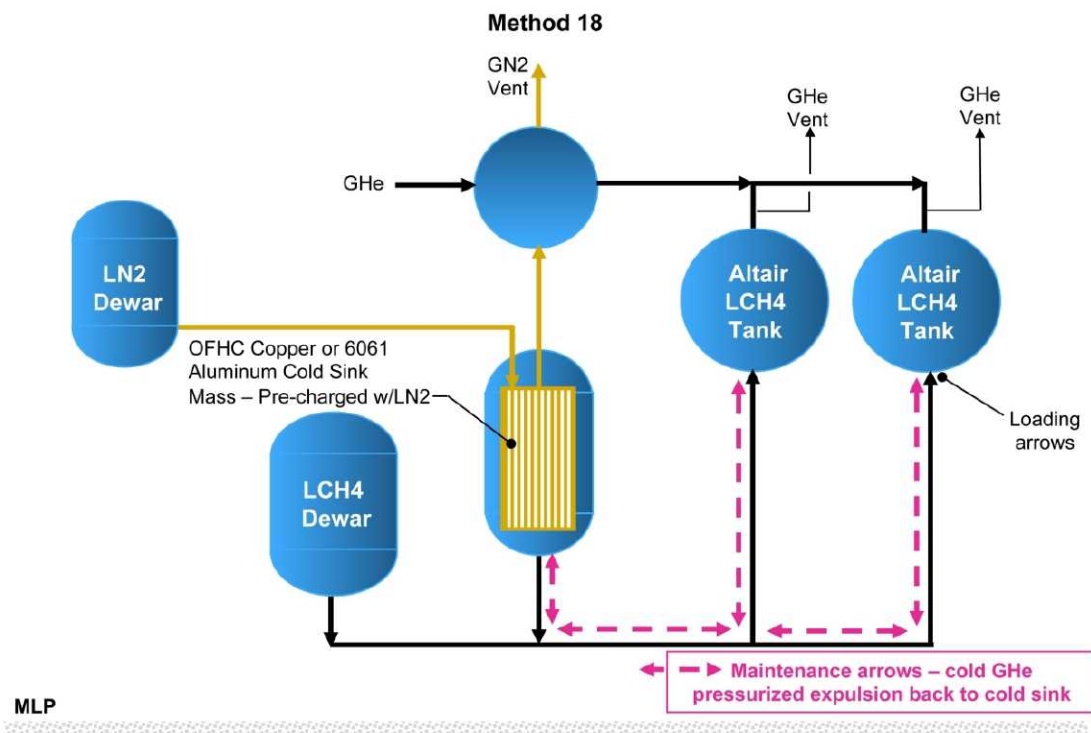 Method 18
GN2
Vent
GHe
Vent
GHe
Vent
GHe
LN2
Dewar
Altair
LCH4
Tank
Altair
LCH4
Tank
OFHC Copper or 6061
Aluminum Cold Sink
Mass – Pre-charged w/LN2
Loading
arrows
LCH4
Dewar
Maintenance arrows – cold GHe
pressurized expulsion back to cold sink
MLP